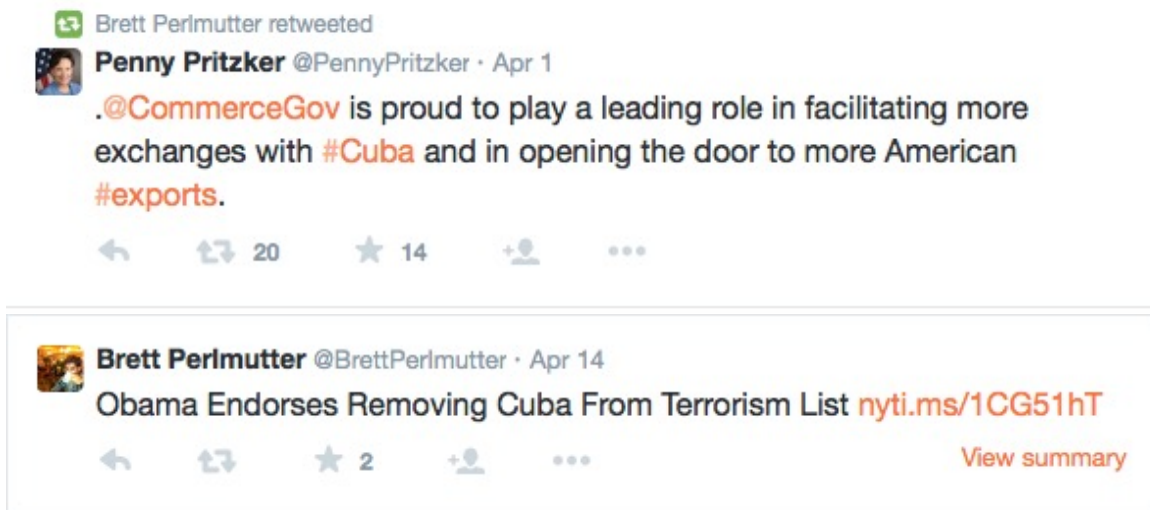 Brett Perlmutter retweeted
Penny Pritzker @PennyPritzker · Apr 1
.@CommerceGov is proud to play a leading role in facilitating more
exchanges with #Cuba and in opening the door to more American
#exports.
20 14
Brett Perlmutter @BrettPerlmutter · Apr 14
Obama Endorses Removing Cuba From Terrorism List nyti.ms/1CG51hT
2 View summary